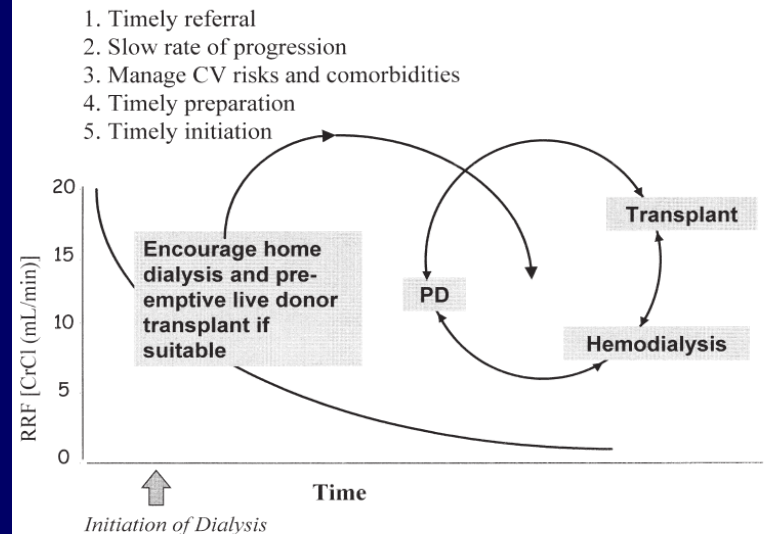 1. Timely referral
2. Slow rate of progression
3. Manage CV risks and comorbidities
4. Timely preparation
5. Timely initiation
20
15
10
5
0
RRF [CrCl (mL/min)]
Encourage home
dialysis and pre-
emptive live donor
transplant if
suitable
Transplant
PD
Hemodialysis
Time
Initiation of Dialysis